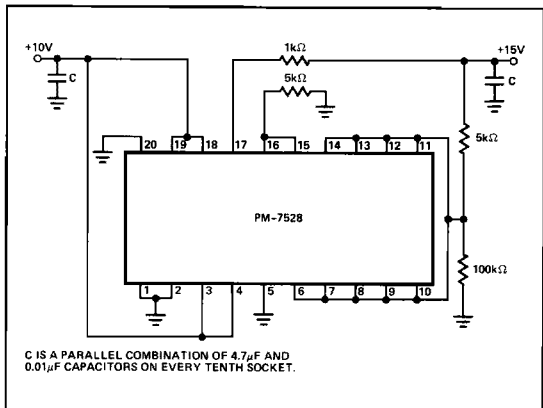 +10V
C
1kΩ
+15V
C
5kΩ
5kΩ
20 19 18 17 16 15 14 13 12 11
PM-7528
100kΩ
1 2 3 4 5 6 7 8 9 10
C IS A PARALLEL COMBINATION OF 4.7μF AND
0.01μF CAPACITORS ON EVERY TENTH SOCKET.